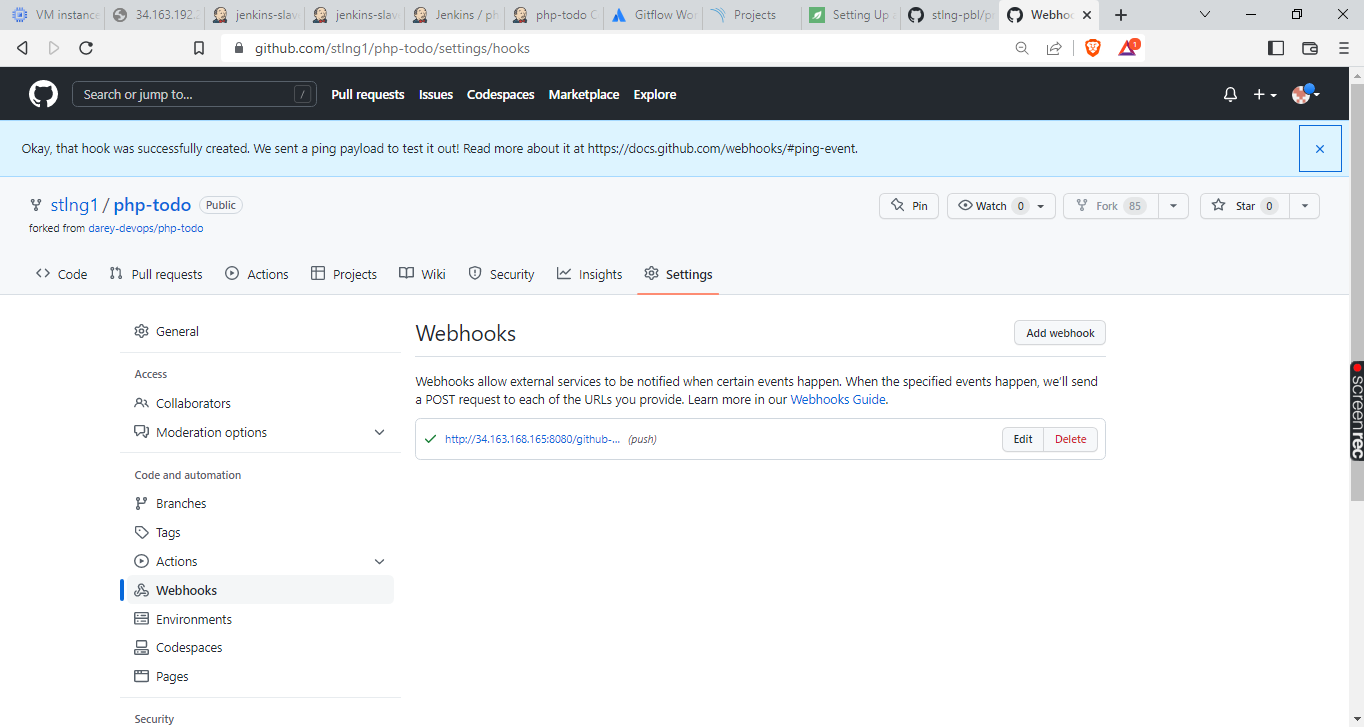 VM instance
34.163.192.2
jenkins-slav
jenkins-slav
Jenkins / ph
php-todo C
Gitflow Wor
Projects
Setting Up a
stlng-pbl/p
Webhoo
github.com/stlng1/php-todo/settings/hooks
1
Search or jump to... /
Pull requests Issues Codespaces Marketplace Explore
Okay, that hook was successfully created. We sent a ping payload to test it out! Read more about it at https://docs.github.com/webhooks/#ping-event.
stlng1 / php-todo Public
Pin Watch 0 Fork 85 Star 0
forked from darey-devops/php-todo
Code Pull requests Actions Projects Wiki Security Insights Settings
General
Access
Collaborators
Moderation options
Code and automation
Branches
Tags
Actions
Webhooks
Environments
Codespaces
Pages
Security
Webhooks
Add webhook
Webhooks allow external services to be notified when certain events happen. When the specified events happen, we'll send
a POST request to each of the URLs you provide. Learn more in our Webhooks Guide.
http://34.163.168.165:8080/github-... (push) Edit Delete
screenrec